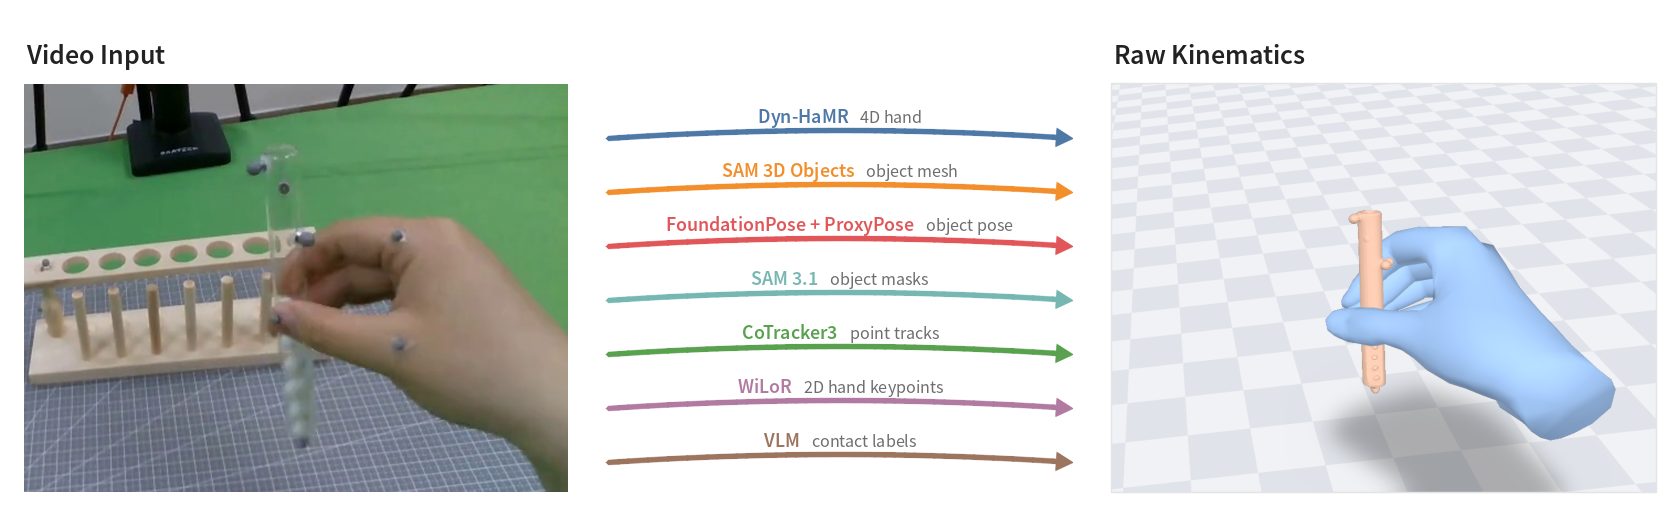 Video Input
Raw Kinematics
Dyn-HaMR 4D hand
SAM 3D Objects object mesh
FoundationPose + ProxyPose object pose
SAM 3.1 object masks
CoTracker3 point tracks
WiLoR 2D hand keypoints
VLM contact labels